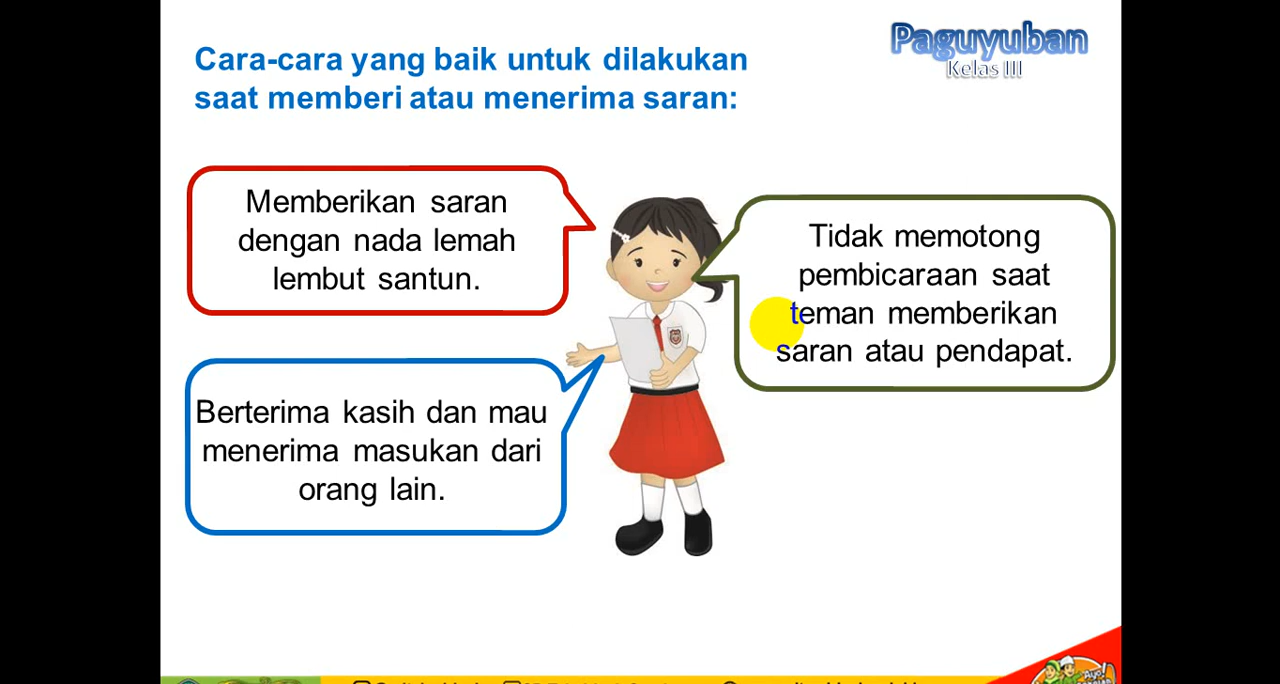 Cara-cara yang baik untuk dilakukan
saat memberi atau menerima saran:
Paguyuban
Kelas III
Memberikan saran
dengan nada lemah
lembut santun.
Tidak memotong
pembicaraan saat
teman memberikan
saran atau pendapat.
Berterima kasih dan mau
menerima masukan dari
orang lain.